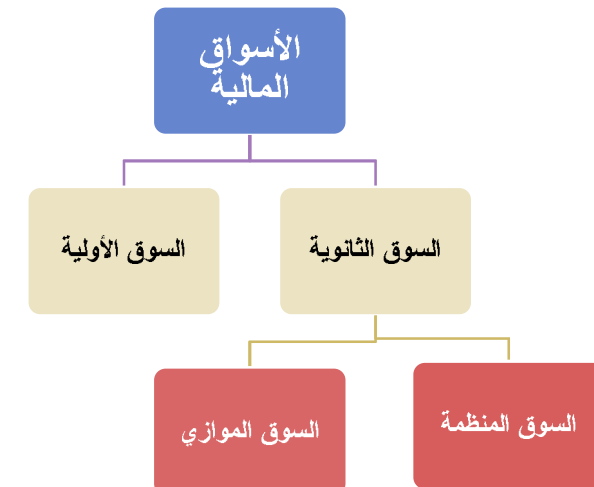 الأسواق
المالية
السوق الثانوية
السوق الأولية
السوق المنظمة
السوق الموازي